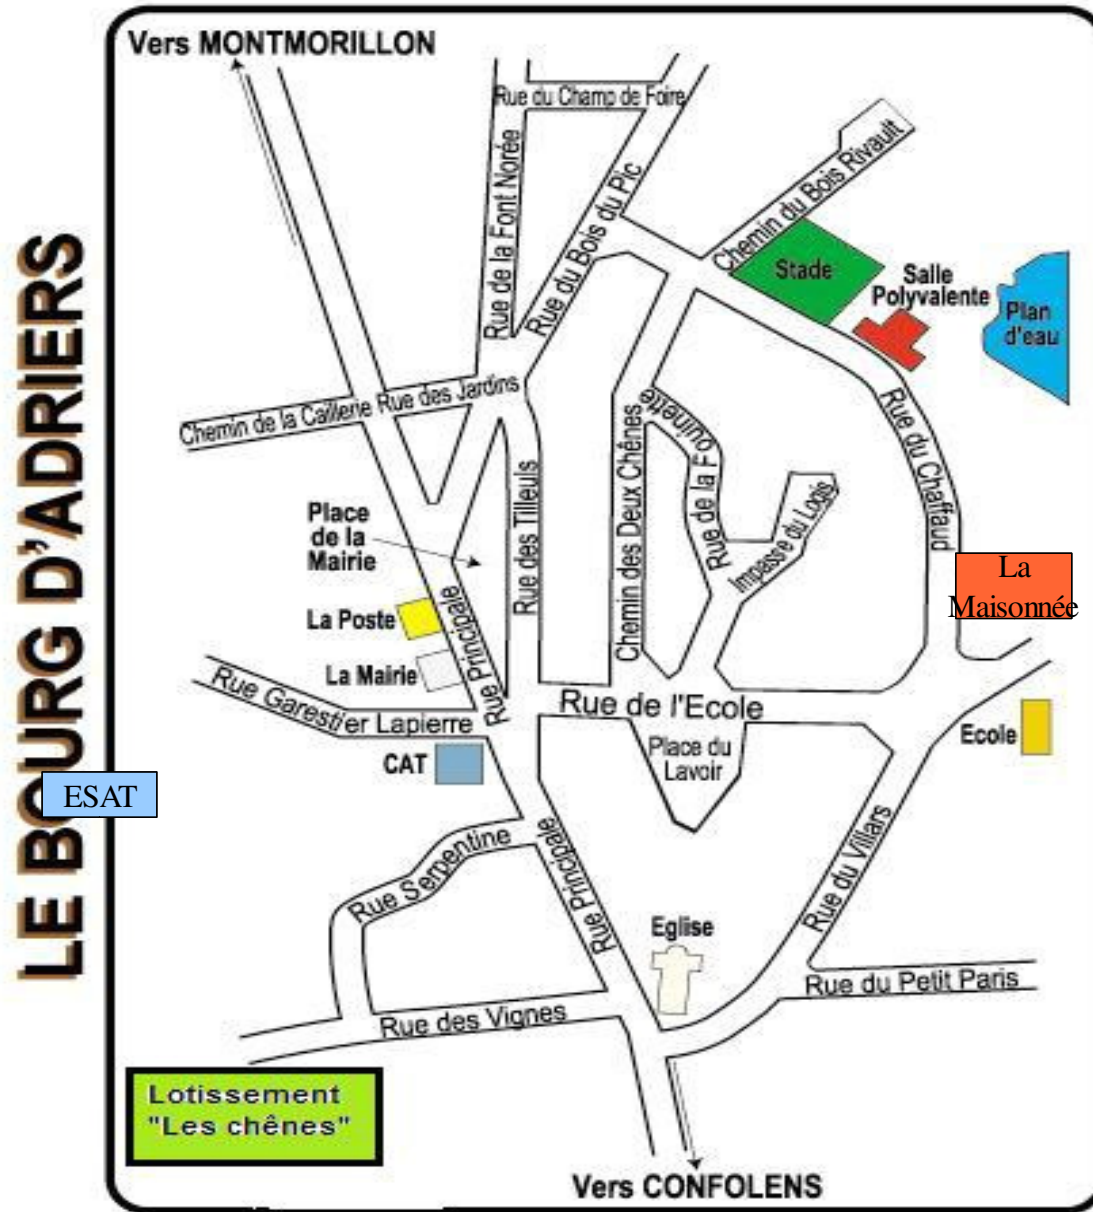 LE BOURG D'ADRIERS
Vers MONTMORILLON
Rue du Champ de Foire
Rue de la Font Norée
Rue du Bois du Pic
Chemin du Bois Rivault
Stade
Salle
Polyvalente
Plan
d'eau
Chemin de la Caillerie
Rue des Jardins
Rue de la Fouinette
Rue du Chaffaud
Impasse du Logis
Chemin des Deux Chênes
Rue des Tilleuls
Place
de la
Mairie
La Poste
La Mairie
Rue Principale
La
Maisonnée
Rue Garestier Lapierre
Rue de l'Ecole
Place du
Lavoir
Ecole
CAT
ESAT
Rue Serpentine
Rue Principale
Rue du Villars
Eglise
Rue du Petit Paris
Rue des Vignes
Lotissement
"Les chênes"
Vers CONFOLENS